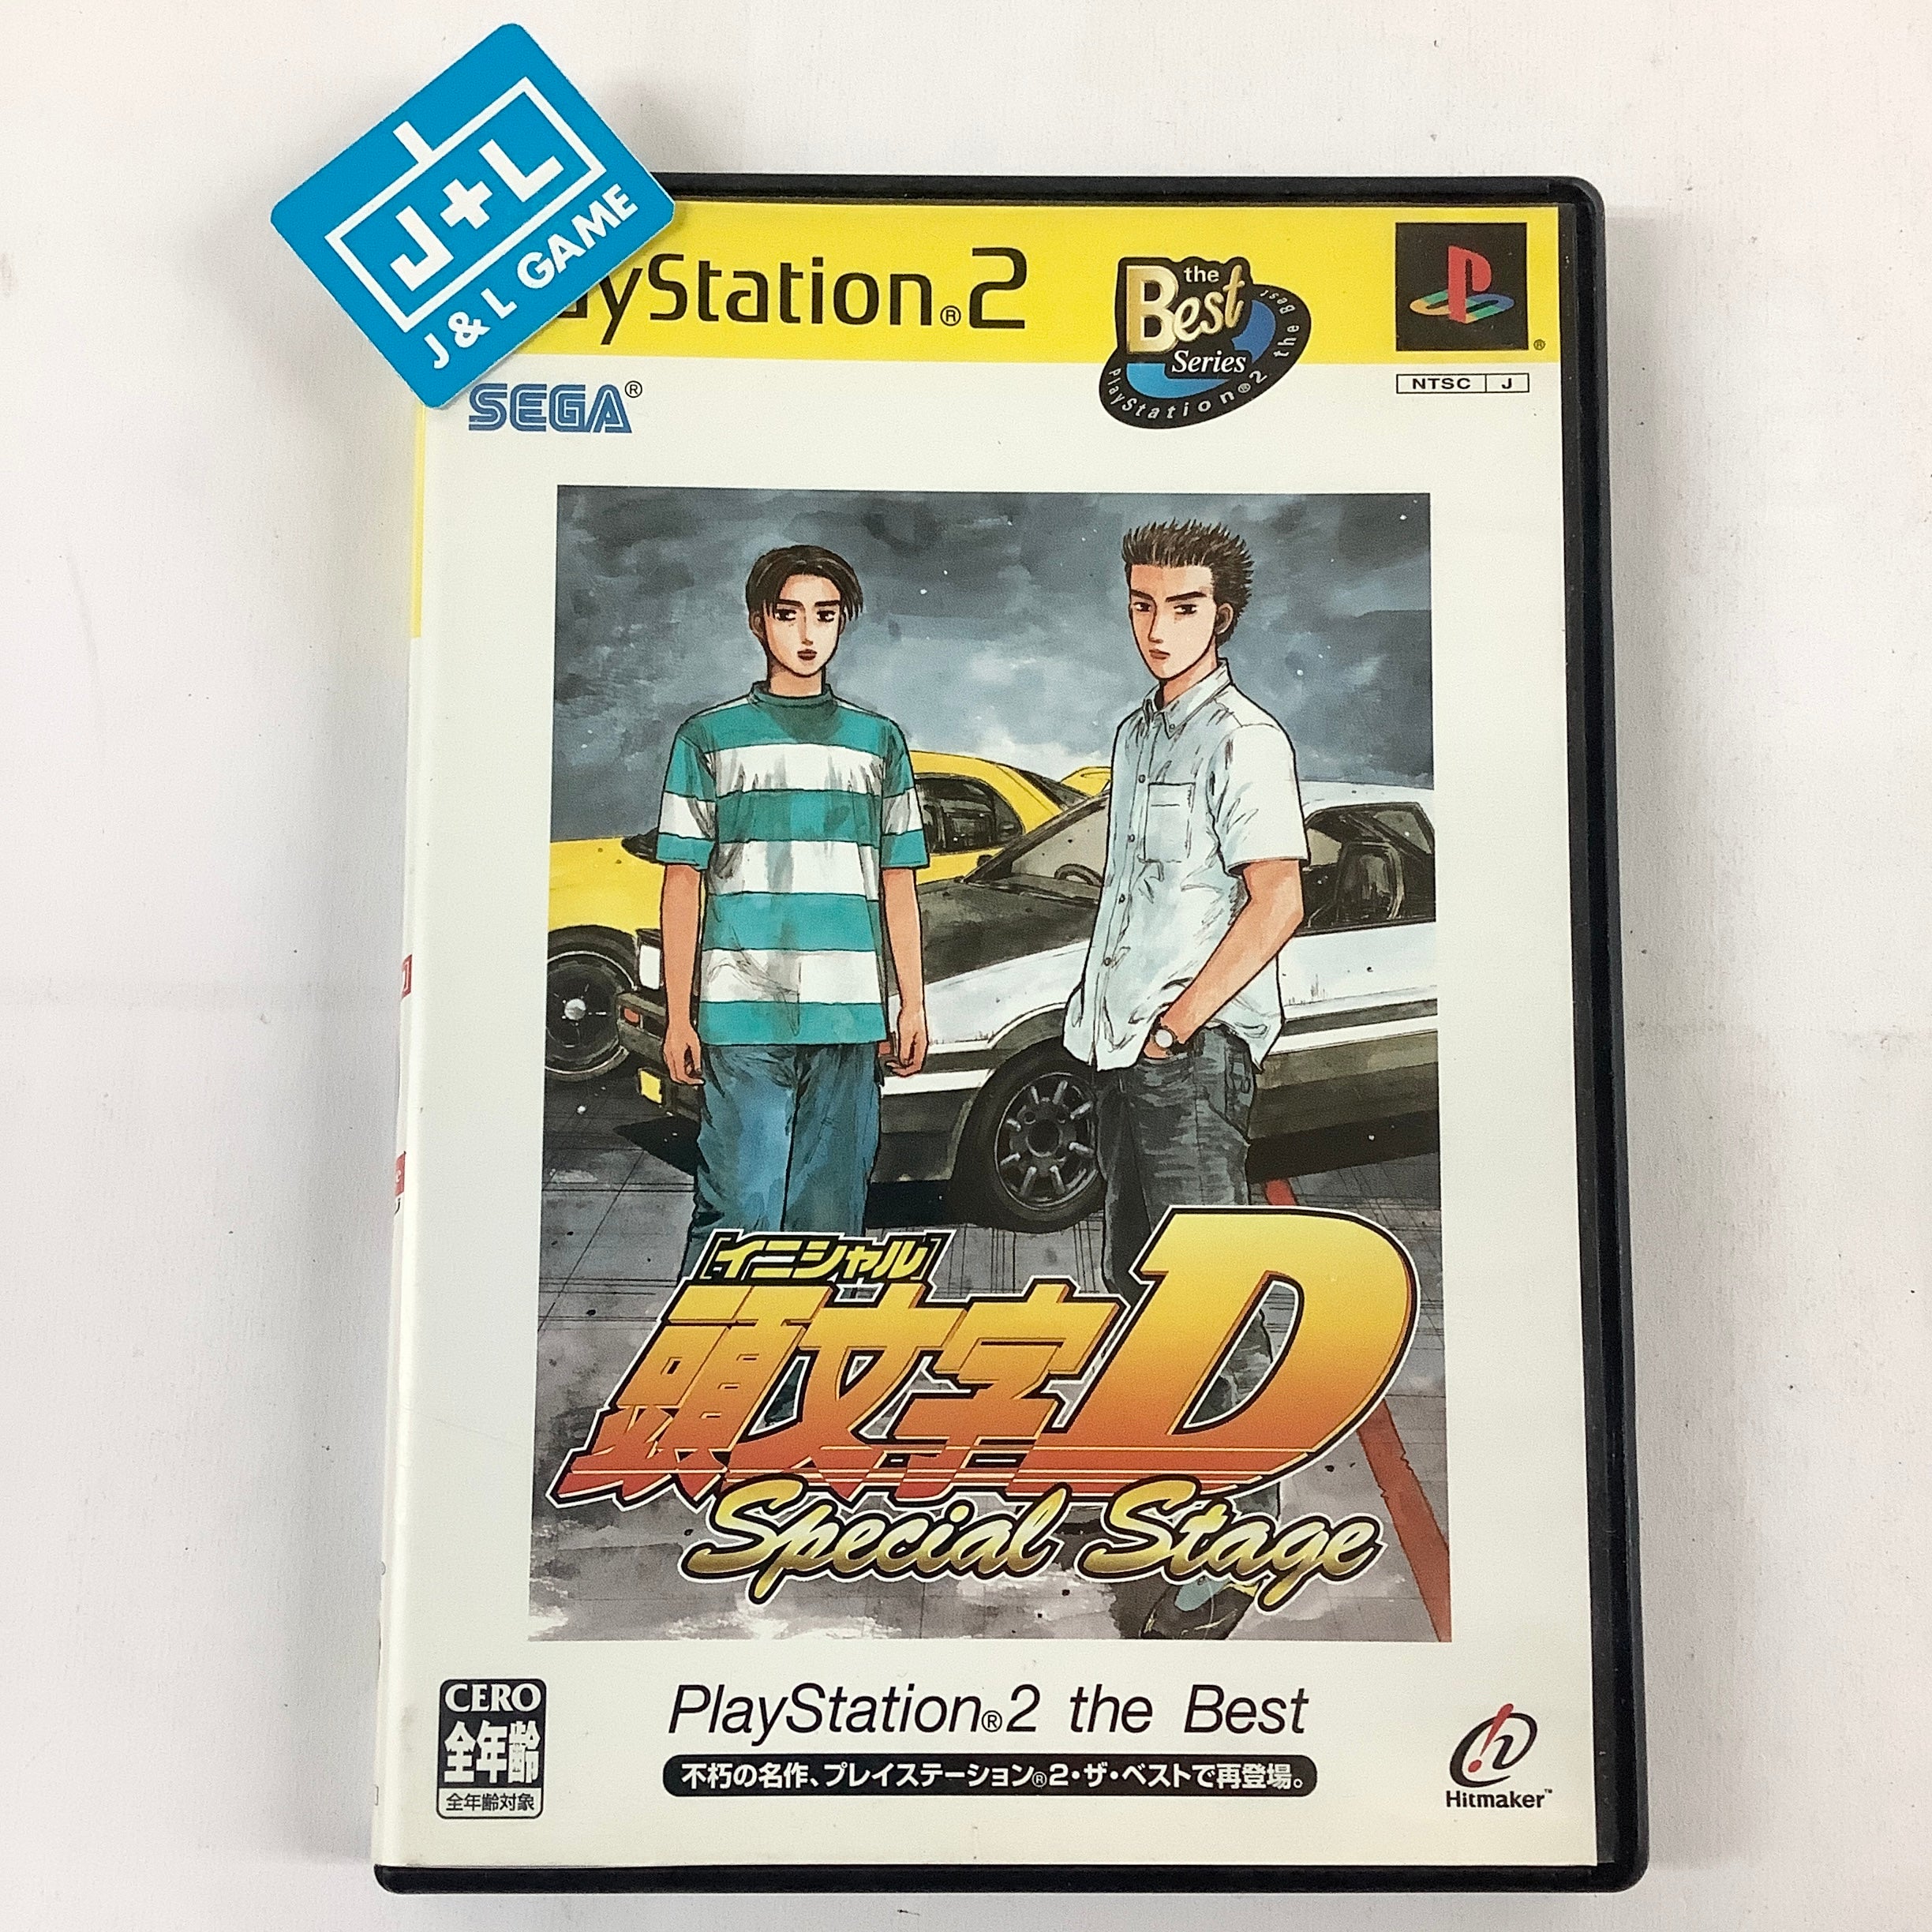 J+L
J & L GAME
ayStation®2
the
Best
Series
PlayStation®2 the Best
®
NTSC J
SEGA®
[イニシャル]
頭文字D
Special Stage
CERO
全年齢
全年齢対象
PlayStation®2 the Best
不朽の名作、プレイステーション®2・ザ・ベストで再登場。
Hitmaker™